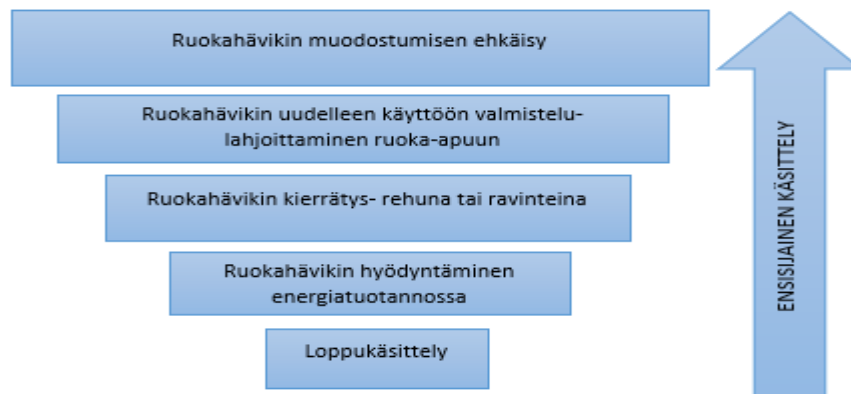 Ruokahävikin muodostumisen ehkäisy
Ruokahävikin uudelleen käyttöön valmistelu-
lahjoittaminen ruoka-apuun
Ruokahävikin kierrätys- rehuna tai ravinteina
Ruokahävikin hyödyntäminen
energiatuotannossa
Loppukäsittely
ENSISIJAINEN KÄSITTELY